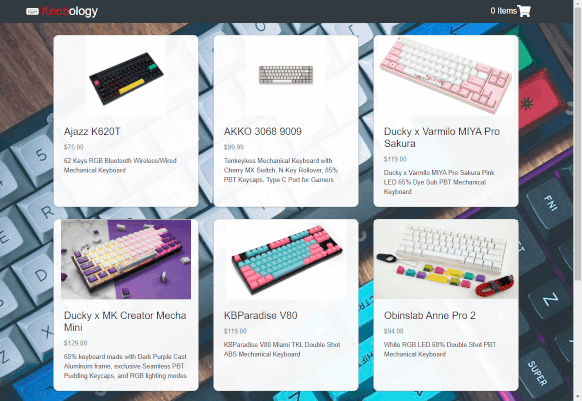 Keebology
0 Items
Ajazz K620T
$75.00
62 Keys RGB Bluetooth Wireless/Wired
Mechanical Keyboard
AKKO 3068 9009
$99.99
Tenkeyless Mechanical Keyboard with
Cherry MX Switch, N-Key Rollover, 85%
PBT Keycaps, Type C Port for Gamers
Ducky x Varmilo MIYA Pro
Sakura
$119.00
Ducky x Varmilo MIYA Pro Sakura Pink
LED 65% Dye Sub PBT Mechanical
Keyboard
Ducky x MK Creator Mecha
Mini
$129.00
60% keyboard made with Dark Purple Cast
Aluminum frame, exclusive Seamless PBT
Pudding Keycaps, and RGB lighting modes
KBParadise V80
$119.00
KBParadise V80 Miami TKL Double Shot
ABS Mechanical Keyboard
Obinslab Anne Pro 2
$94.00
White RGB LED 60% Double Shot PBT
Mechanical Keyboard
FNI
CTRL
SUPER